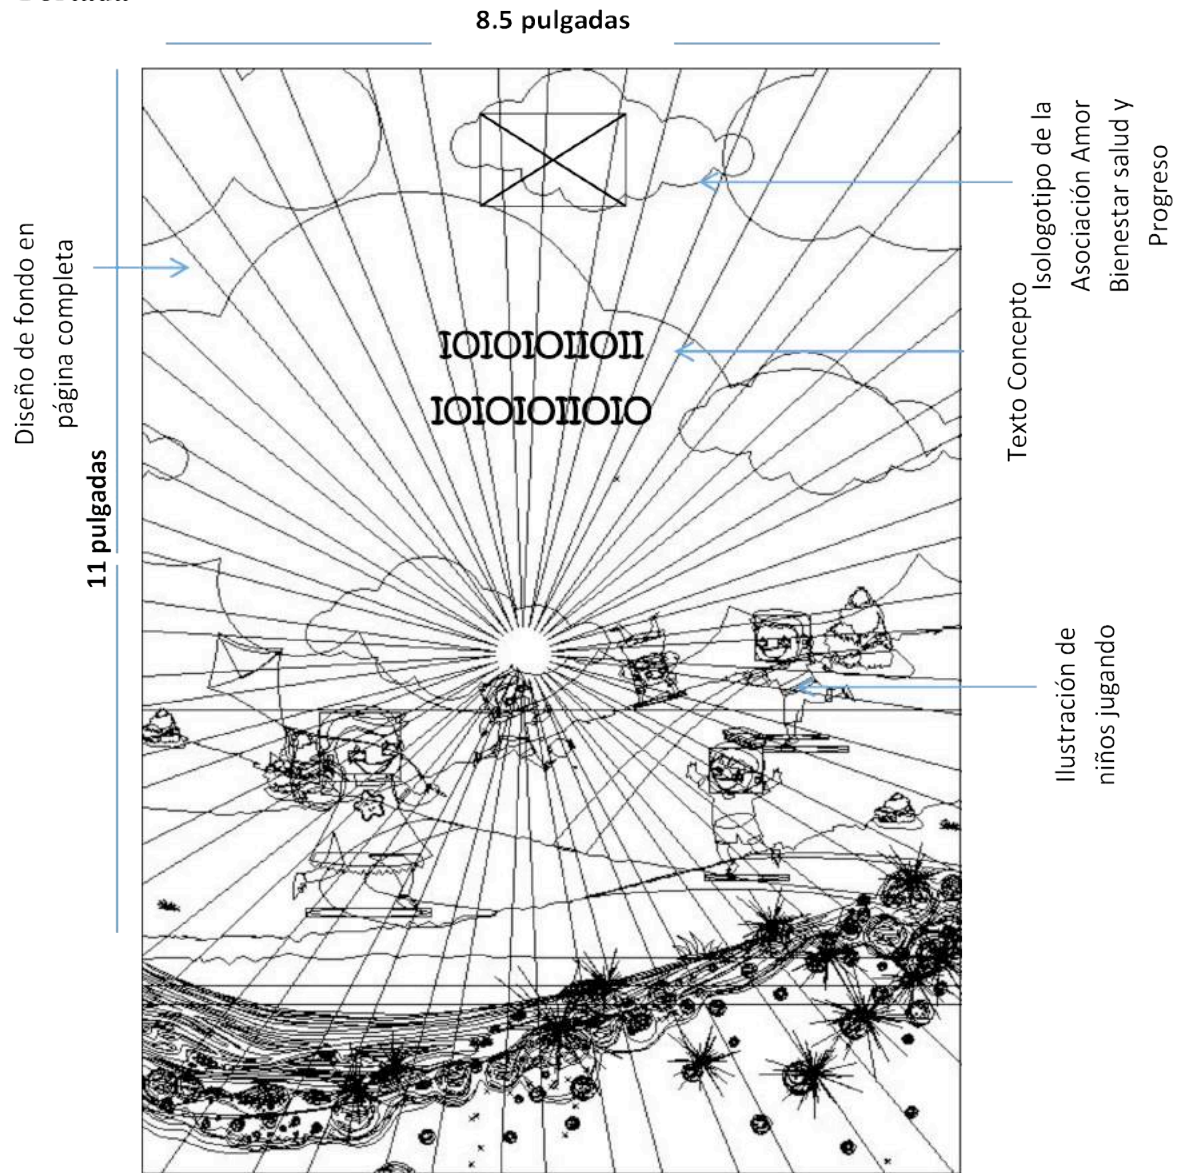 8.5 pulgadas
Isologotipo de la
Asociación Amor
Bienestar salud y
Progreso
Diseño de fondo en
página completa
IOIOIOIIOII
IOIOIOIIOIO
Texto Concepto
11 pulgadas
Ilustración de
niños jugando